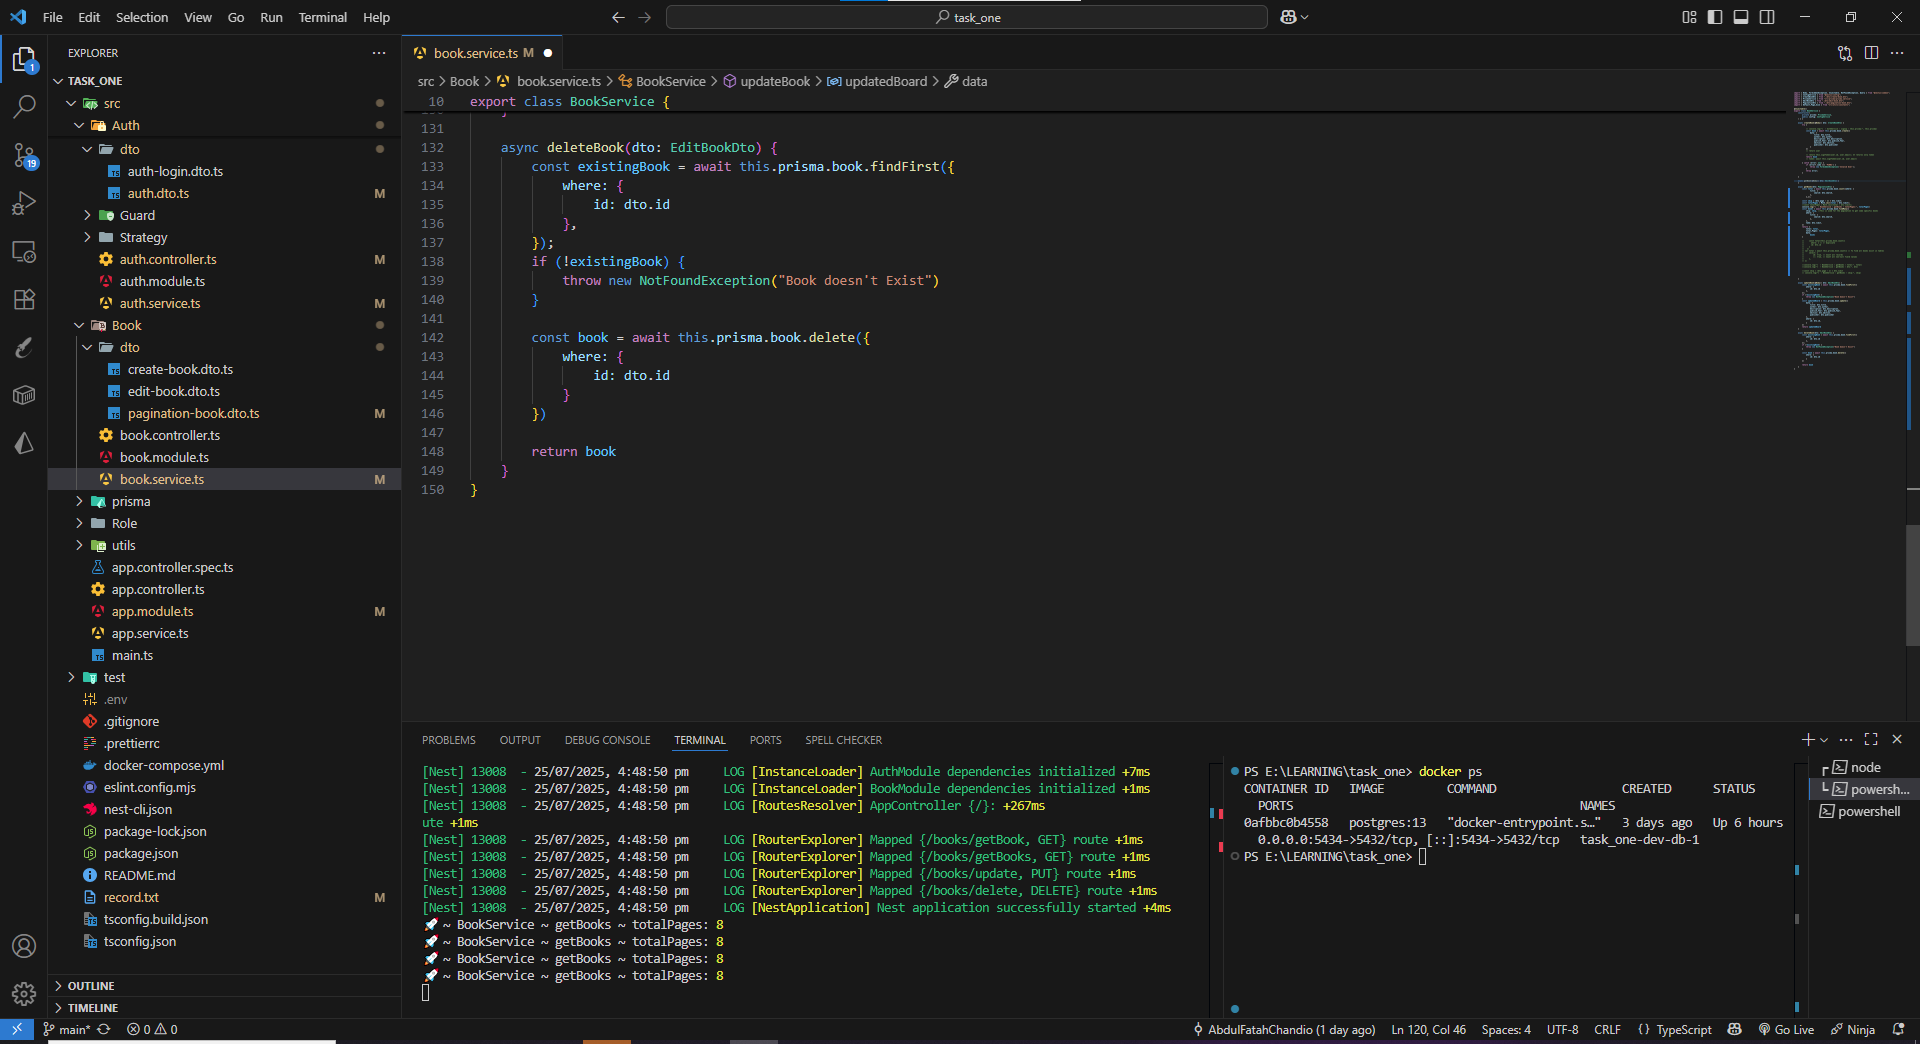 File Edit Selection View Go Run Terminal Help
task_one
EXPLORER
TASK_ONE
src
Auth
dto
auth-login.dto.ts
auth.dto.ts M
Guard
Strategy
auth.controller.ts M
auth.module.ts
auth.service.ts M
Book
dto
create-book.dto.ts
edit-book.dto.ts
pagination-book.dto.ts M
book.controller.ts
book.module.ts
book.service.ts M
prisma
Role
utils
app.controller.spec.ts
app.controller.ts
app.module.ts M
app.service.ts
main.ts
test
.env
.gitignore
.prettierrc
docker-compose.yml
eslint.config.mjs
nest-cli.json
package-lock.json
package.json
README.md
record.txt M
tsconfig.build.json
tsconfig.json
OUTLINE
TIMELINE
1
19
book.service.ts M
src > Book > book.service.ts > BookService > updateBook > updatedBoard > data
10 export class BookService {
131
132 async deleteBook(dto: EditBookDto) {
133 const existingBook = await this.prisma.book.findFirst({
134 where: {
135 id: dto.id
136 },
137 });
138 if (!existingBook) {
139 throw new NotFoundException("Book doesn't Exist")
140 }
141
142 const book = await this.prisma.book.delete({
143 where: {
144 id: dto.id
145 }
146 })
147
148 return book
149 }
150 }
PROBLEMS OUTPUT DEBUG CONSOLE TERMINAL PORTS SPELL CHECKER
[Nest] 13008 - 25/07/2025, 4:48:50 pm LOG [InstanceLoader] AuthModule dependencies initialized +7ms
[Nest] 13008 - 25/07/2025, 4:48:50 pm LOG [InstanceLoader] BookModule dependencies initialized +1ms
[Nest] 13008 - 25/07/2025, 4:48:50 pm LOG [RoutesResolver] AppController {/}: +267ms
ute +1ms
[Nest] 13008 - 25/07/2025, 4:48:50 pm LOG [RouterExplorer] Mapped {/books/getBook, GET} route +1ms
[Nest] 13008 - 25/07/2025, 4:48:50 pm LOG [RouterExplorer] Mapped {/books/getBooks, GET} route +1ms
[Nest] 13008 - 25/07/2025, 4:48:50 pm LOG [RouterExplorer] Mapped {/books/update, PUT} route +1ms
[Nest] 13008 - 25/07/2025, 4:48:50 pm LOG [RouterExplorer] Mapped {/books/delete, DELETE} route +1ms
[Nest] 13008 - 25/07/2025, 4:48:50 pm LOG [NestApplication] Nest application successfully started +4ms
🚀 ~ BookService ~ getBooks ~ totalPages: 8
🚀 ~ BookService ~ getBooks ~ totalPages: 8
🚀 ~ BookService ~ getBooks ~ totalPages: 8
🚀 ~ BookService ~ getBooks ~ totalPages: 8
PS E:\LEARNING\task_one> docker ps
CONTAINER ID IMAGE COMMAND CREATED STATUS
PORTS NAMES
0afbbc0b4558 postgres:13 "docker-entrypoint.s…" 3 days ago Up 6 hours
0.0.0.0:5434->5432/tcp, [::]:5434->5432/tcp task_one-dev-db-1
PS E:\LEARNING\task_one>
node
powersh...
powershell
main* 0 0 AbdulFatahChandio (1 day ago) Ln 120, Col 46 Spaces: 4 UTF-8 CRLF {} TypeScript Go Live Ninja